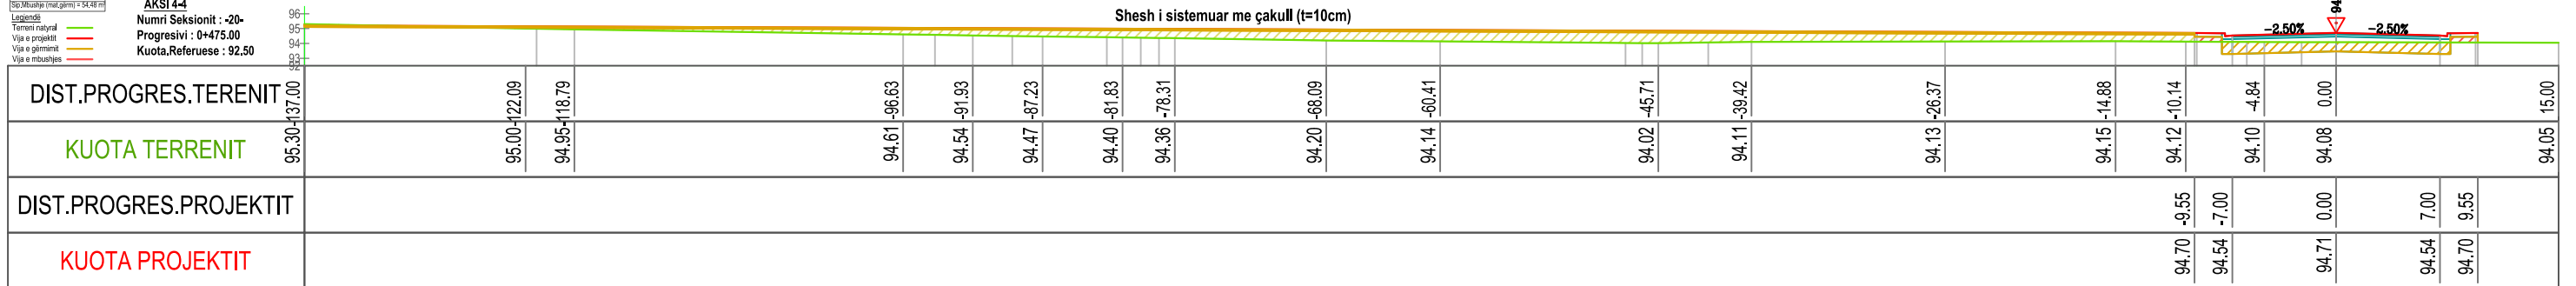 Sip,Mbushje (mat,gërm) = 54,48 m²
Legjendë
Terreni natyral
Vija e projektit
Vija e gërmimit
Vija e mbushjes
AKSI 4-4
Numri Seksionit : -20-
Progresivi : 0+475.00
Kuota,Referuese : 92,50
96
95
94
93
Shesh i sistemuar me çakull (t=10cm)
94
-2.50% -2.50%
DIST.PROGRES.TERENIT -137.00 -122.09 -118.79 -96.63 -91.93 -87.23 -81.83 -78.31 -68.09 -60.41 -45.71 -39.42 -26.37 -14.88 -10.14 -4.84 0.00 15.00
KUOTA TERRENIT 95.30 95.00 94.95 94.61 94.54 94.47 94.40 94.36 94.20 94.14 94.02 94.11 94.13 94.15 94.12 94.10 94.08 94.05
DIST.PROGRES.PROJEKTIT -9.55 -7.00 0.00 7.00 9.55
KUOTA PROJEKTIT 94.70 94.54 94.71 94.54 94.70